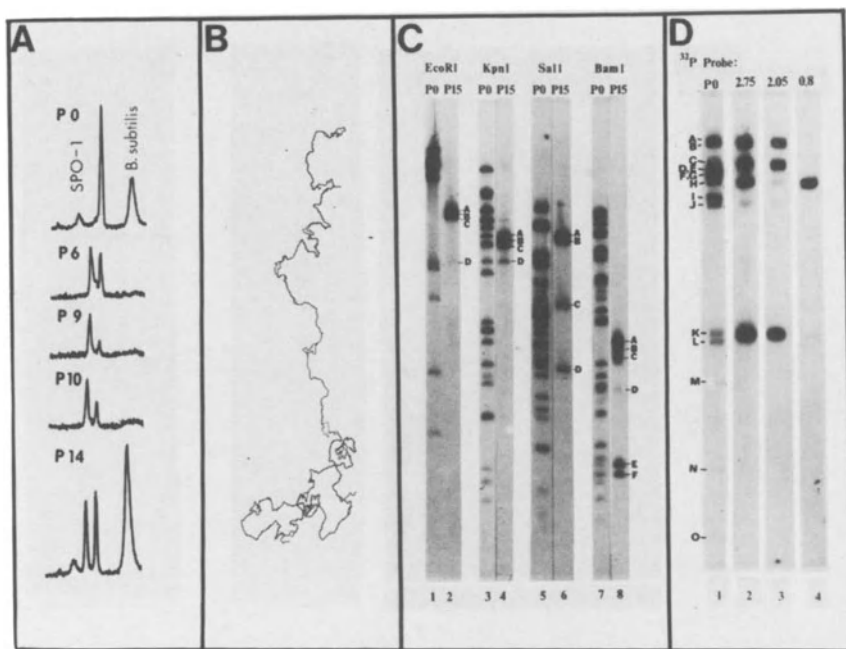 A
P 0
SPO-1
B. subtilis
P 6
P 9
P 10
P 14
B
C
EcoR1 Kpn1 Sal1 Bam1
P0 P15 P0 P15 P0 P15 P0 P15
A
B
C
D
A
B
C
D
A
B
C
D
A
B
C
D
E
F
1 2 3 4 5 6 7 8
D
32P Probe:
P0 2.75 2.05 0.8
A
B
C
D
H
I
J
K
L
M
N
O
1 2 3 4